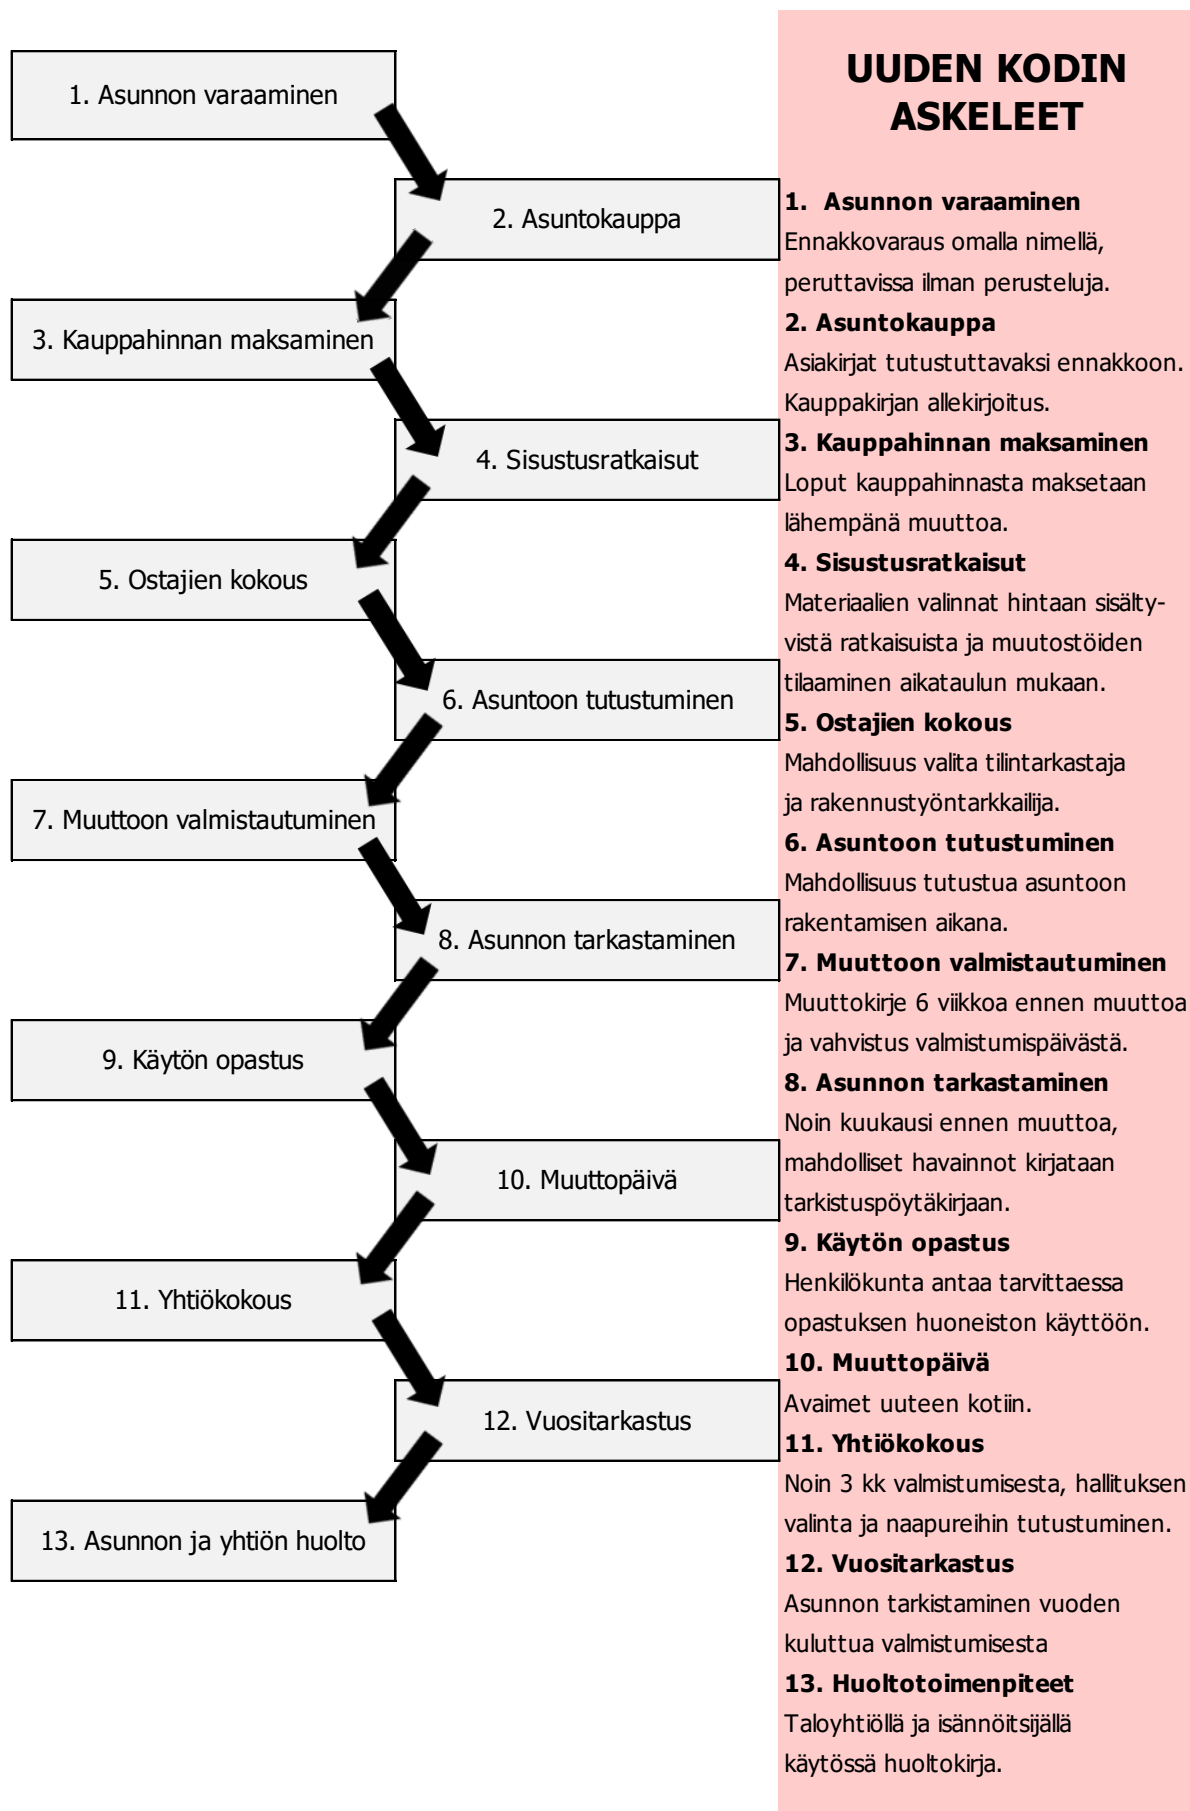 1. Asunnon varaaminen
2. Asuntokauppa
3. Kauppahinnan maksaminen
4. Sisustusratkaisut
5. Ostajien kokous
6. Asuntoon tutustuminen
7. Muuttoon valmistautuminen
8. Asunnon tarkastaminen
9. Käytön opastus
10. Muuttopäivä
11. Yhtiökokous
12. Vuositarkastus
13. Asunnon ja yhtiön huolto
UUDEN KODIN
ASKELEET
1. Asunnon varaaminen
Ennakkovaraus omalla nimellä,
peruttavissa ilman perusteluja.
2. Asuntokauppa
Asiakirjat tutustuttavaksi ennakkoon.
Kauppakirjan allekirjoitus.
3. Kauppahinnan maksaminen
Loput kauppahinnasta maksetaan
lähempänä muuttoa.
4. Sisustusratkaisut
Materiaalien valinnat hintaan sisälty-
vistä ratkaisuista ja muutostöiden
tilaaminen aikataulun mukaan.
5. Ostajien kokous
Mahdollisuus valita tilintarkastaja
ja rakennustyöntarkkailija.
6. Asuntoon tutustuminen
Mahdollisuus tutustua asuntoon
rakentamisen aikana.
7. Muuttoon valmistautuminen
Muuttokirje 6 viikkoa ennen muuttoa
ja vahvistus valmistumispäivästä.
8. Asunnon tarkastaminen
Noin kuukausi ennen muuttoa,
mahdolliset havainnot kirjataan
tarkistuspöytäkirjaan.
9. Käytön opastus
Henkilökunta antaa tarvittaessa
opastuksen huoneiston käyttöön.
10. Muuttopäivä
Avaimet uuteen kotiin.
11. Yhtiökokous
Noin 3 kk valmistumisesta, hallituksen
valinta ja naapureihin tutustuminen.
12. Vuositarkastus
Asunnon tarkistaminen vuoden
kuluttua valmistumisesta
13. Huoltotoimenpiteet
Taloyhtiöllä ja isännöitsijällä
käytössä huoltokirja.